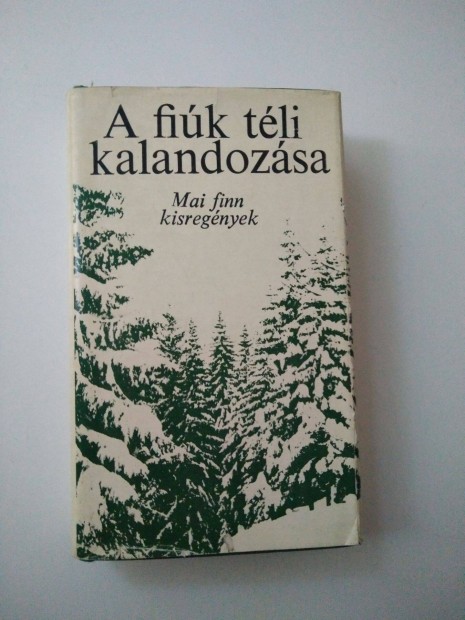 A fiúk téli
kalandozása
Mai finn
kisregények